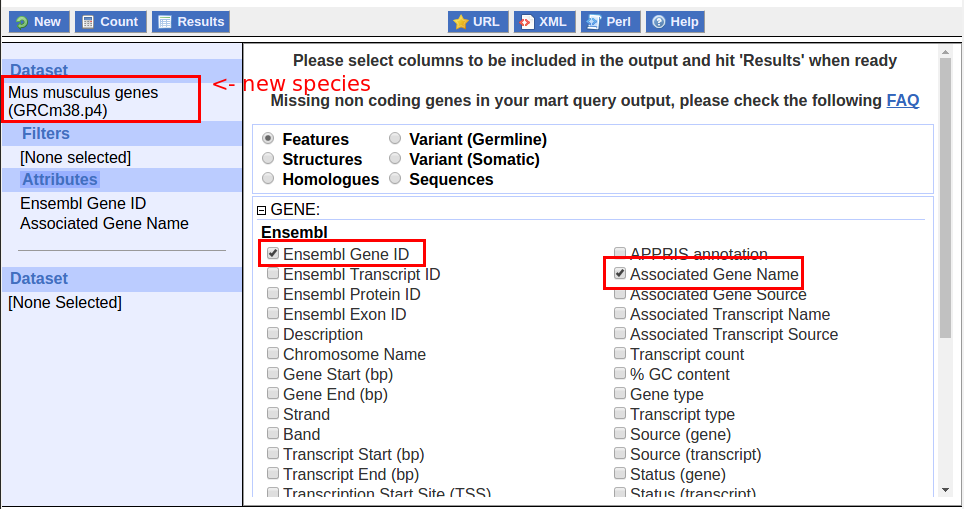 New Count Results URL XML Perl Help
Dataset
Mus musculus genes
(GRCm38.p4)
<- new species
Filters
[None selected]
Attributes
Ensembl Gene ID
Associated Gene Name
Dataset
[None Selected]
Please select columns to be included in the output and hit 'Results' when ready
Missing non coding genes in your mart query output, please check the following FAQ
Features Variant (Germline)
Structures Variant (Somatic)
Homologues Sequences
GENE:
Ensembl
Ensembl Gene ID APPRIS annotation
Ensembl Transcript ID Associated Gene Name
Ensembl Protein ID Associated Gene Source
Ensembl Exon ID Associated Transcript Name
Description Associated Transcript Source
Chromosome Name Transcript count
Gene Start (bp) % GC content
Gene End (bp) Gene type
Strand Transcript type
Band Source (gene)
Transcript Start (bp) Source (transcript)
Transcript End (bp) Status (gene)
Transcription Start Site (TSS) Status (transcript)